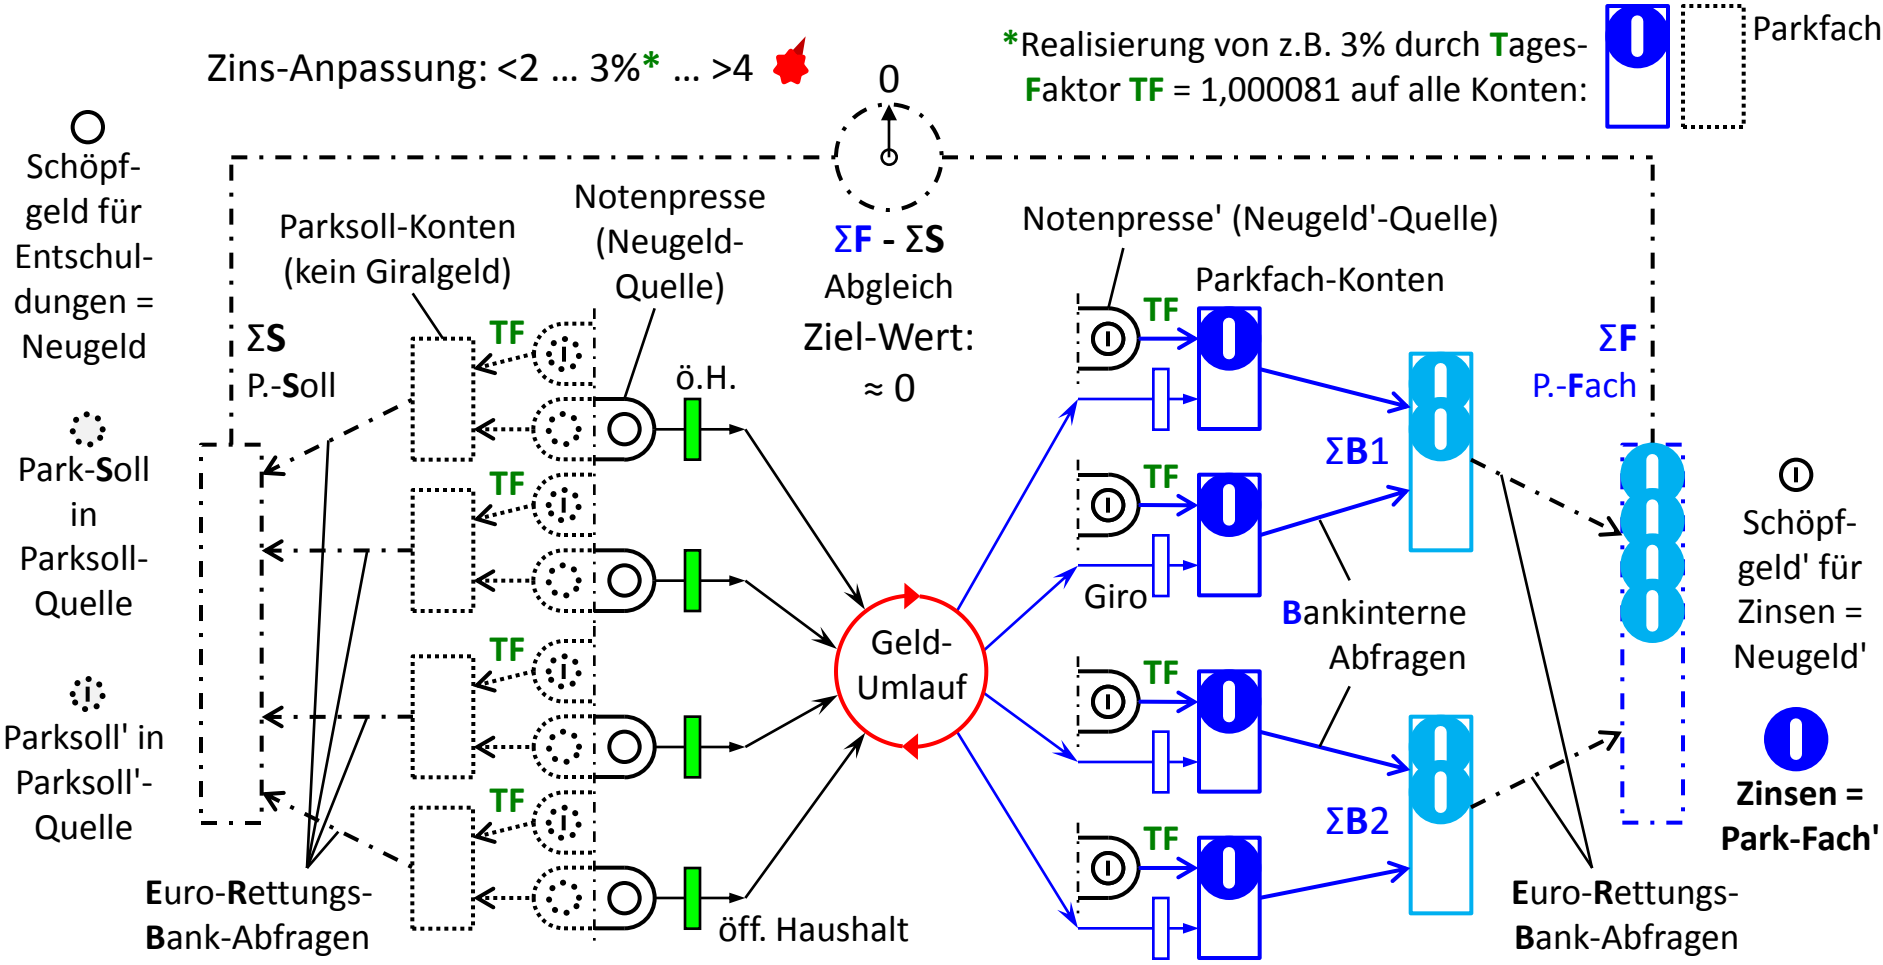 Zins-Anpassung: <2 ... 3%* ... >4
0
*Realisierung von z.B. 3% durch Tages-
Faktor TF = 1,000081 auf alle Konten:
Parkfach
Schöpf-
geld für
Entschul-
dungen =
Neugeld
Park-Soll
in
Parksoll-
Quelle
Parksoll' in
Parksoll'-
Quelle
ΣS
P.-Soll
Parksoll-Konten
(kein Giralgeld)
Notenpresse
(Neugeld-
Quelle)
ΣF - ΣS
Abgleich
Ziel-Wert:
≈ 0
Notenpresse' (Neugeld'-Quelle)
Parkfach-Konten
TF
TF
TF
TF
ö.H.
öff. Haushalt
Geld-
Umlauf
TF
TF
TF
TF
Giro
ΣB1
Bankinterne
Abfragen
ΣB2
ΣF
P.-Fach
Schöpf-
geld' für
Zinsen =
Neugeld'
Zinsen =
Park-Fach'
Euro-Rettungs-
Bank-Abfragen
Euro-Rettungs-
Bank-Abfragen